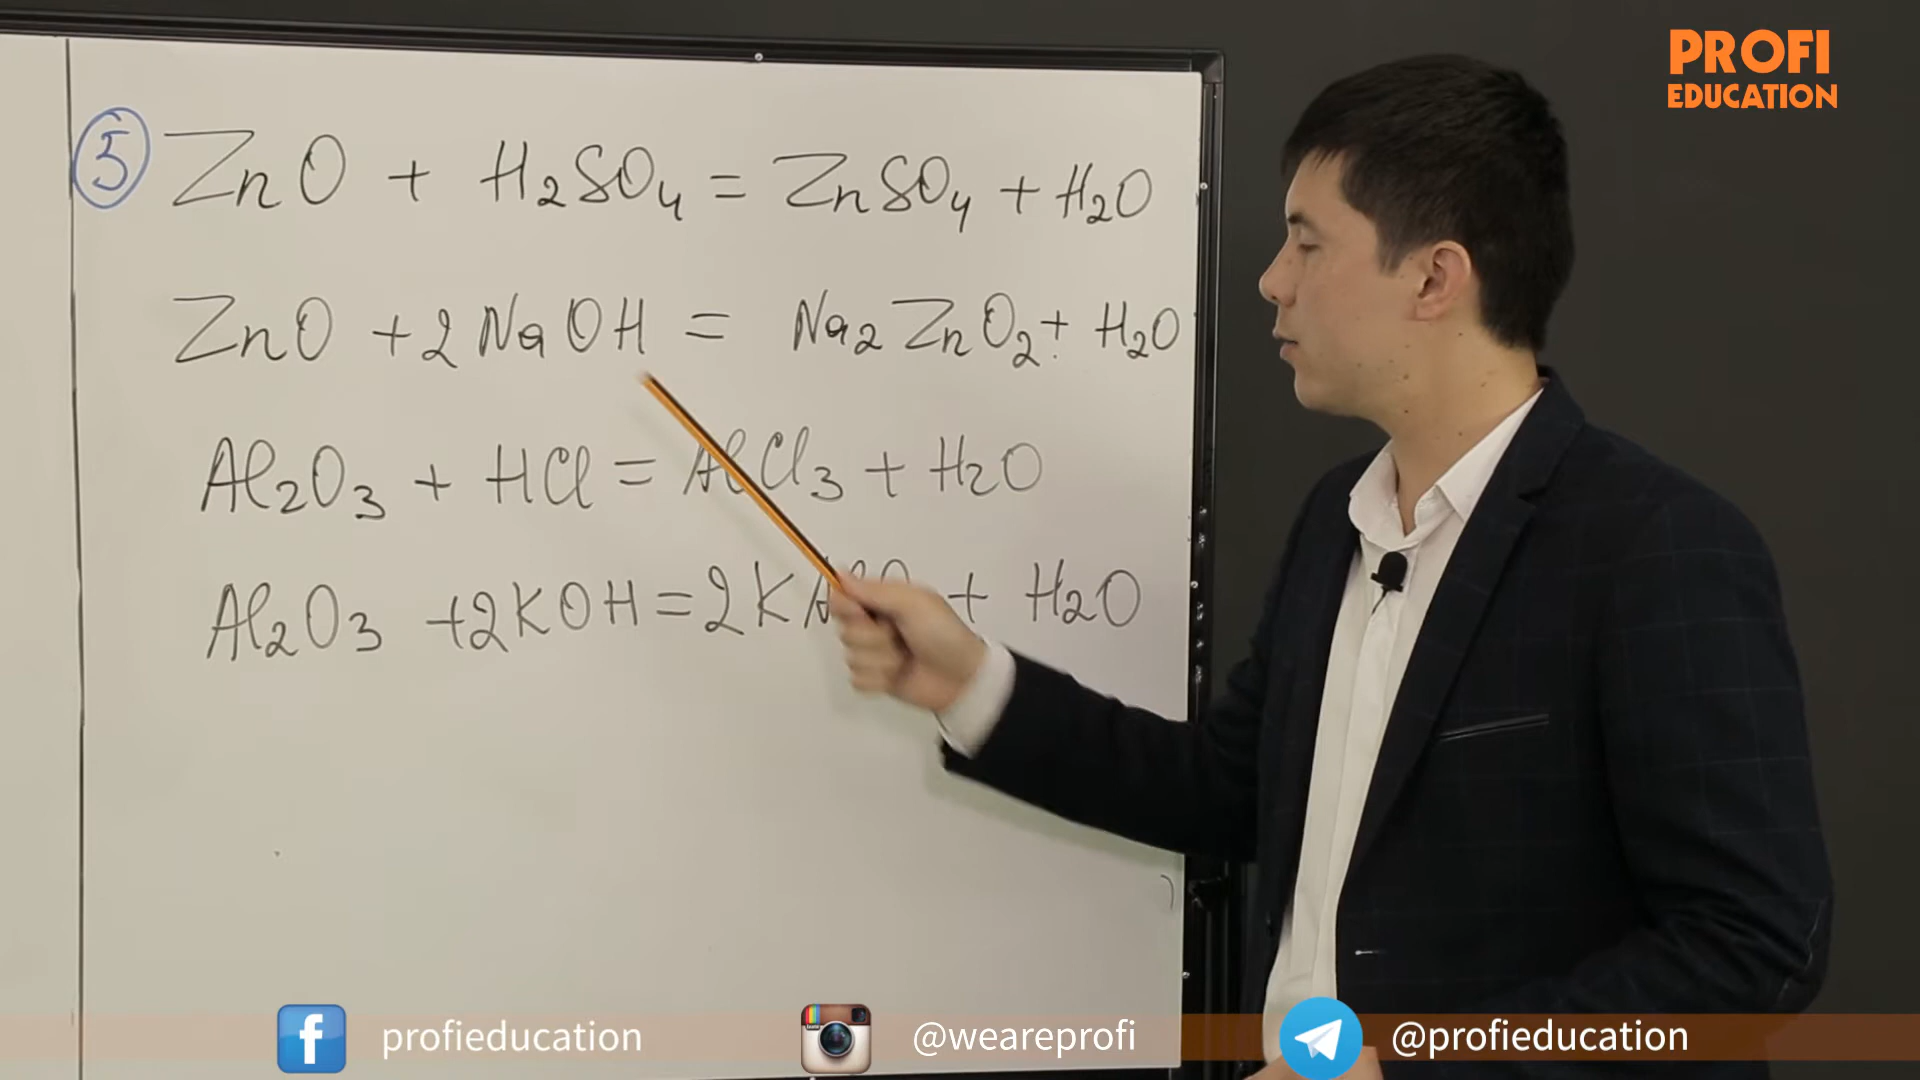 PROFI
EDUCATION
5 ZnO + H₂SO₄ = ZnSO₄ + H₂O
ZnO + 2NaOH = Na₂ZnO₂ + H₂O
Al₂O₃ + HCl = AlCl₃ + H₂O
Al₂O₃ + 2KOH = 2K + H₂O
profieducation
@weareprofi
@profieducation